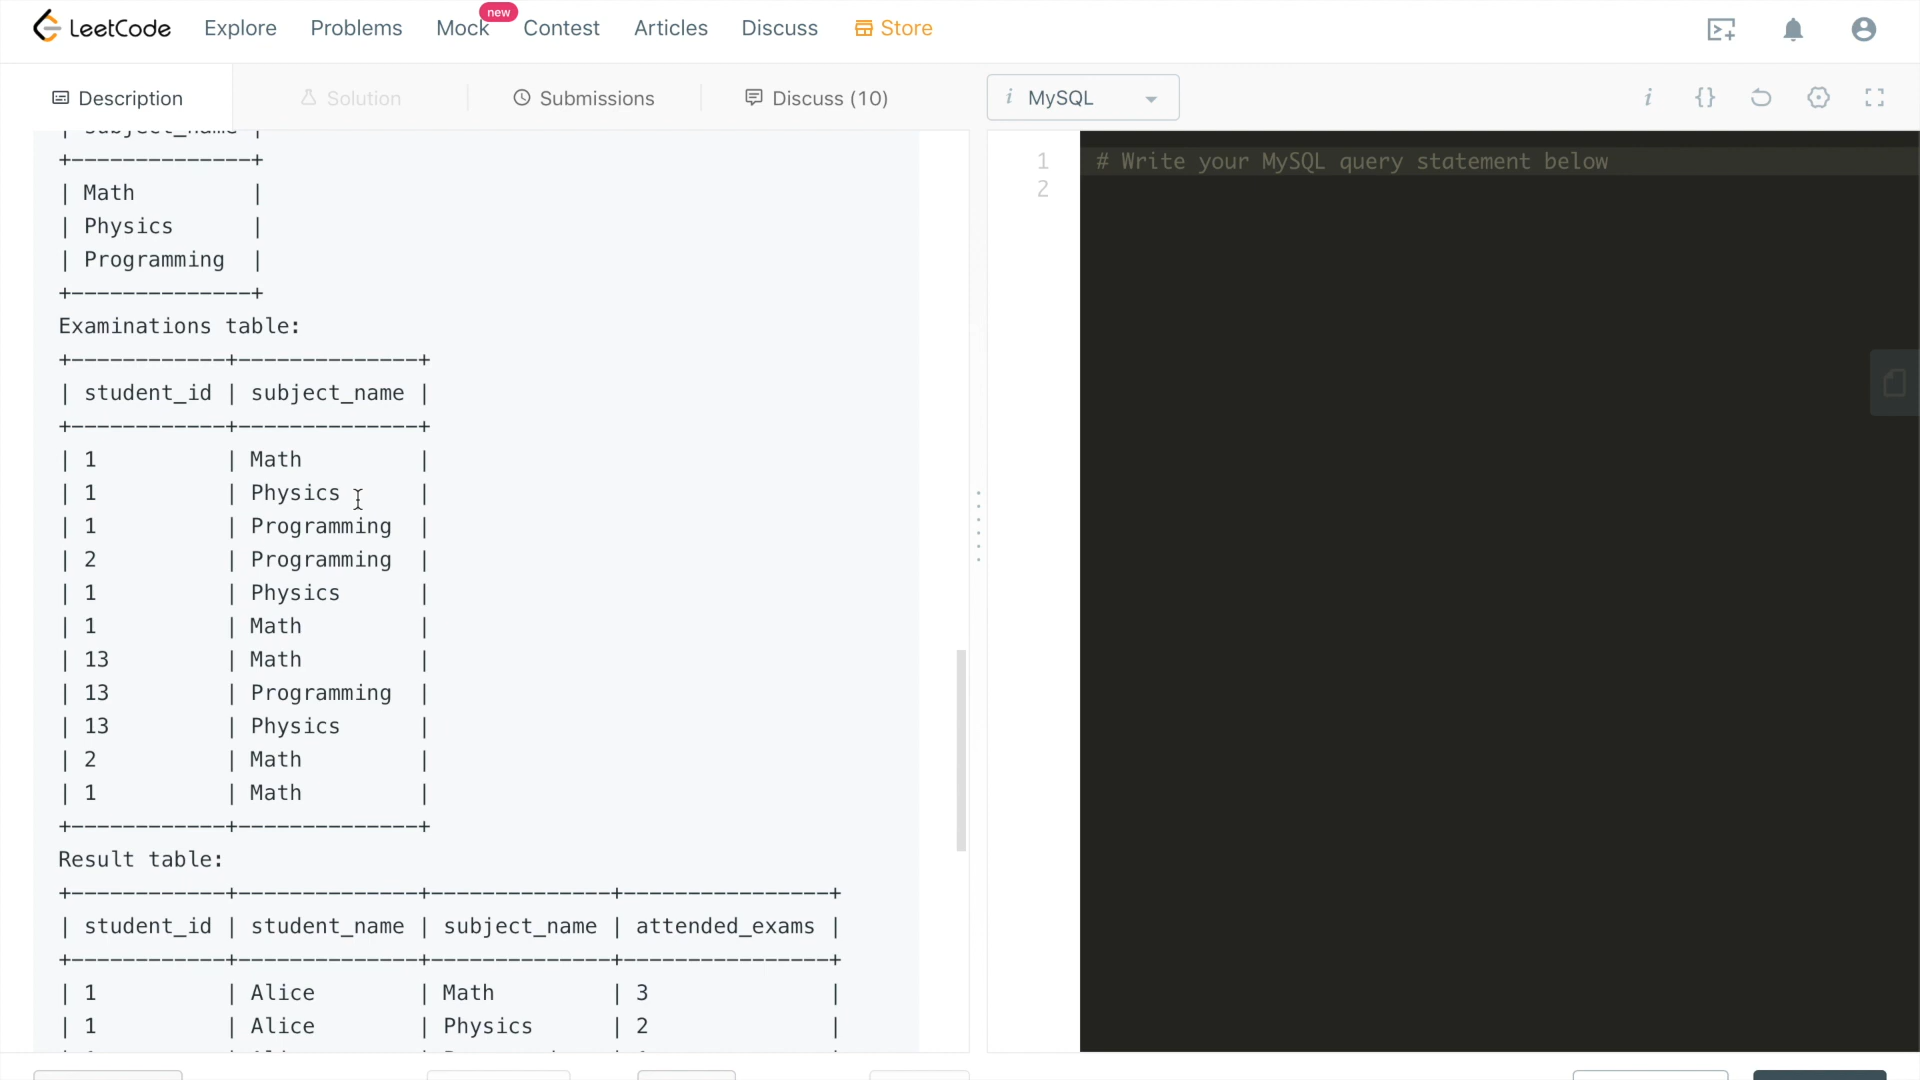 LeetCode Explore Problems Mock new Contest Articles Discuss Store
Description Solution Submissions Discuss (10) i MySQL i {}
| subject_name |
+--------------+
| Math |
| Physics |
| Programming |
+--------------+
Examinations table:
+------------+--------------+
| student_id | subject_name |
+------------+--------------+
| 1 | Math |
| 1 | Physics |
| 1 | Programming |
| 2 | Programming |
| 1 | Physics |
| 1 | Math |
| 13 | Math |
| 13 | Programming |
| 13 | Physics |
| 2 | Math |
| 1 | Math |
+------------+--------------+
Result table:
+------------+--------------+--------------+----------------+
| student_id | student_name | subject_name | attended_exams |
+------------+--------------+--------------+----------------+
| 1 | Alice | Math | 3 |
| 1 | Alice | Physics | 2 |
1 # Write your MySQL query statement below
2